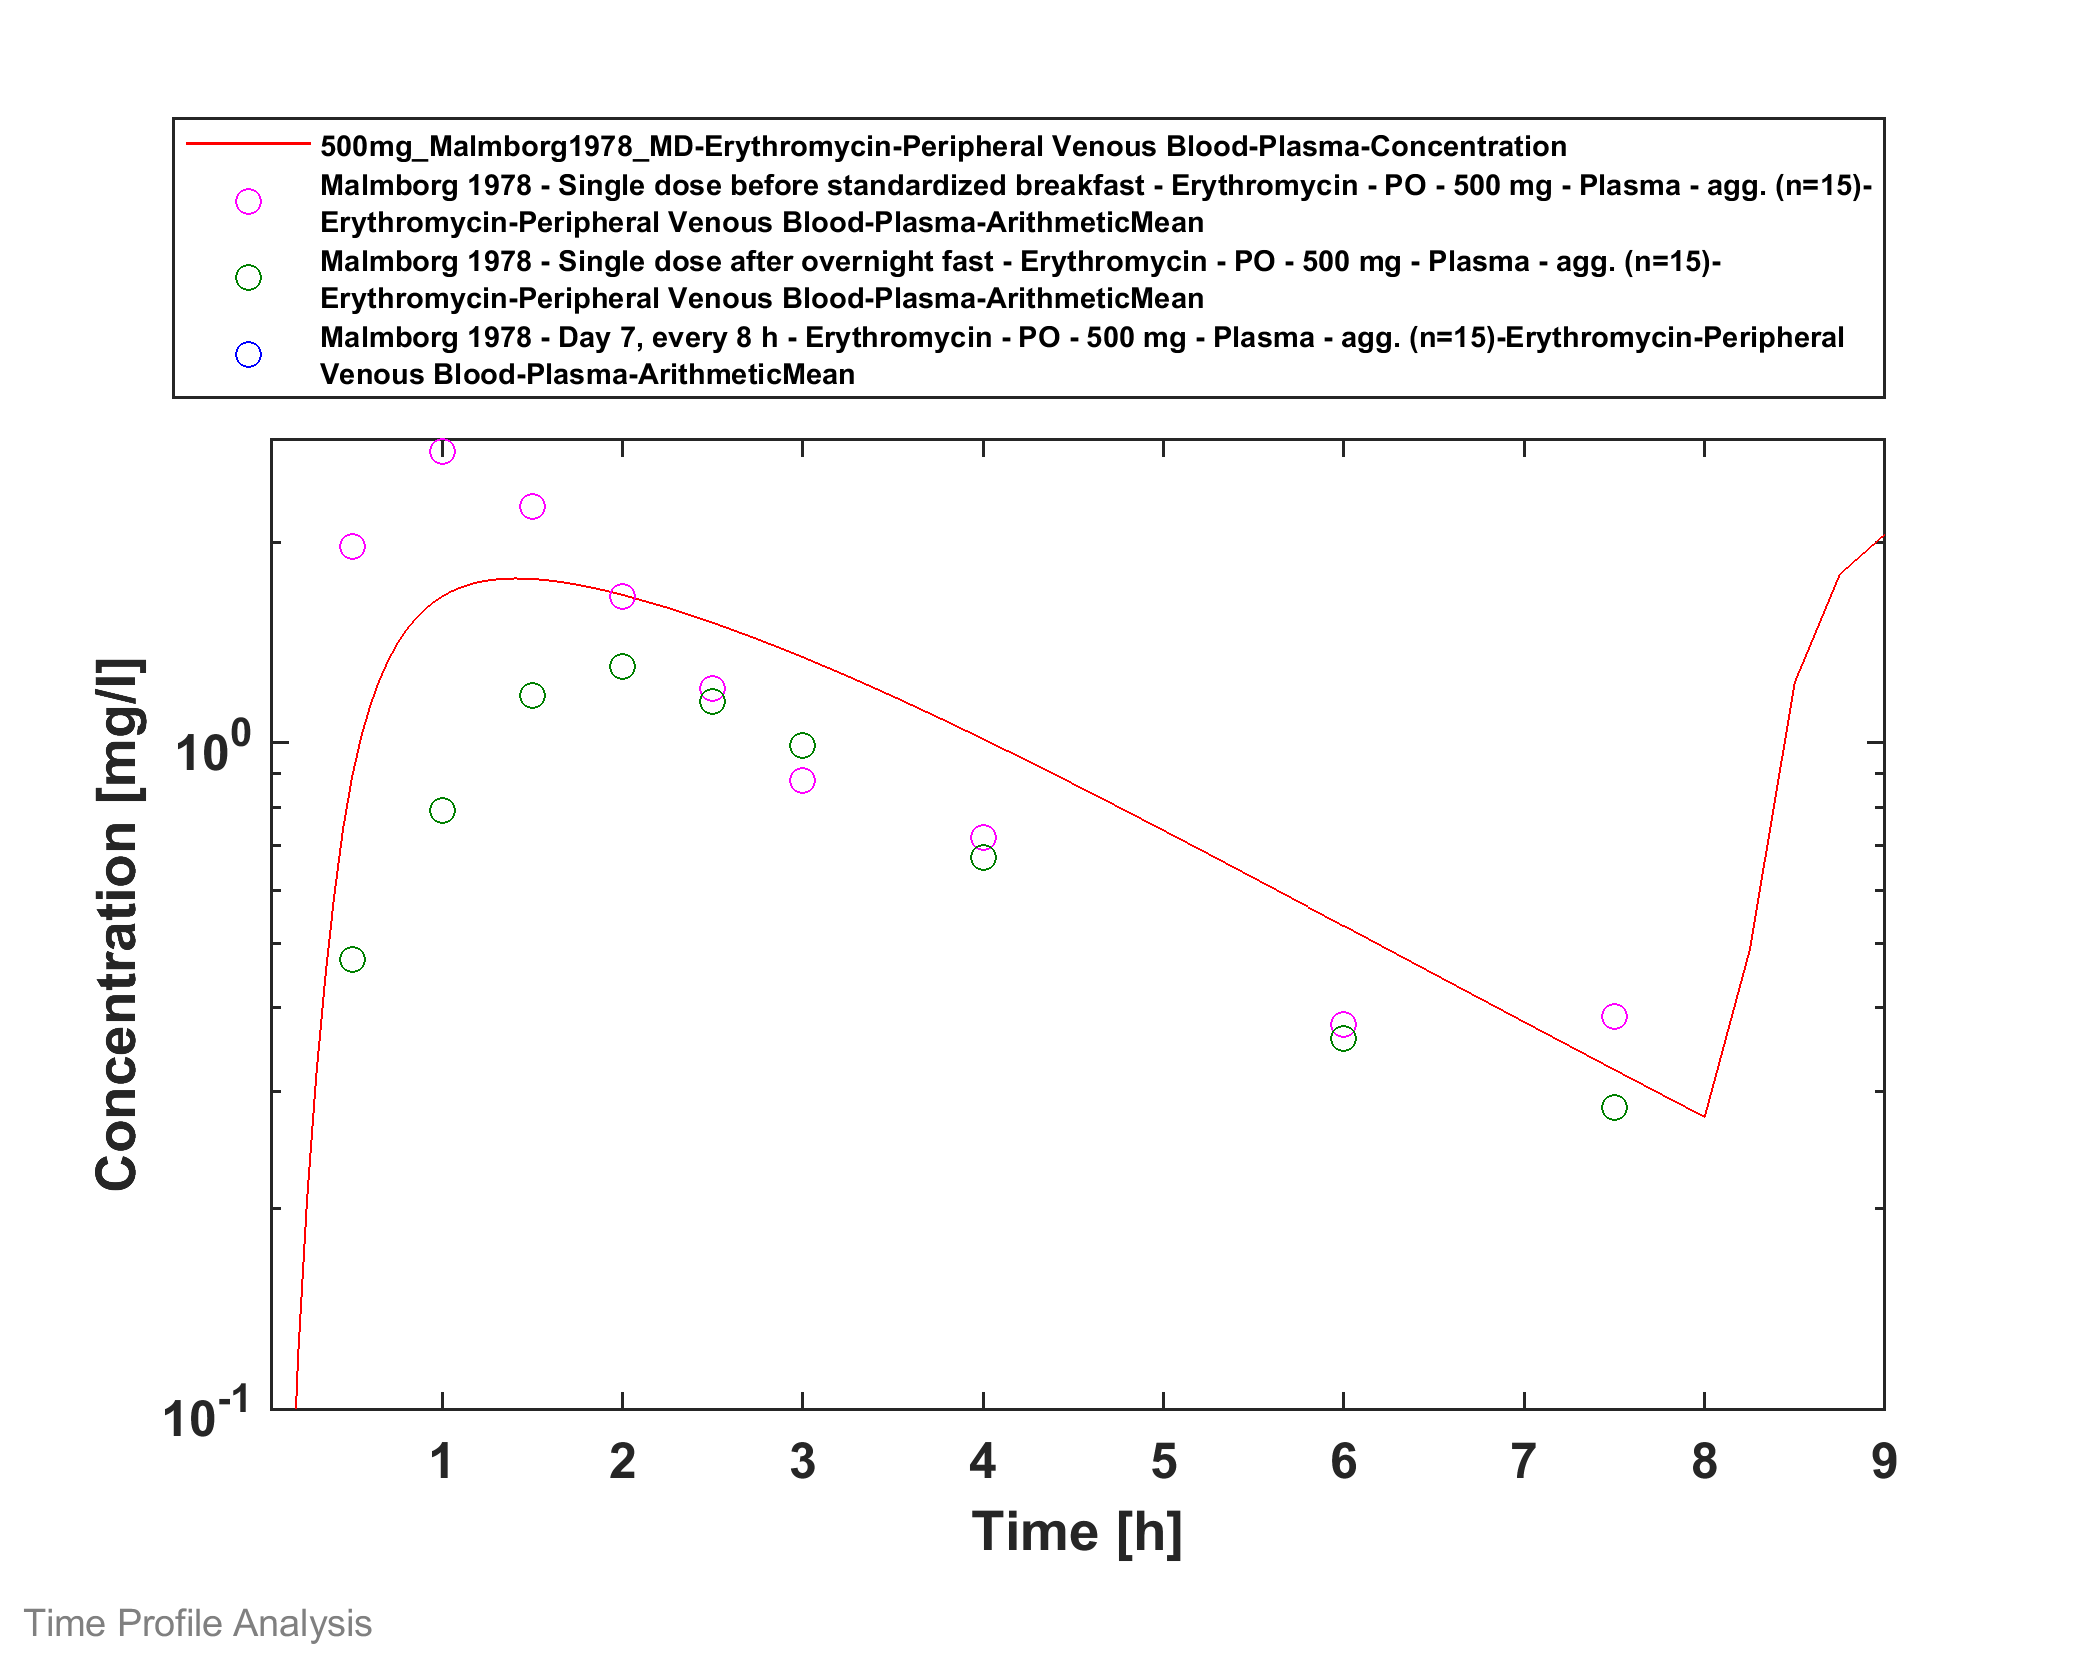 500mg_Malmborg1978_MD-Erythromycin-Peripheral Venous Blood-Plasma-Concentration
Malmborg 1978 - Single dose before standardized breakfast - Erythromycin - PO - 500 mg - Plasma - agg. (n=15)-
Erythromycin-Peripheral Venous Blood-Plasma-ArithmeticMean
Malmborg 1978 - Single dose after overnight fast - Erythromycin - PO - 500 mg - Plasma - agg. (n=15)-
Erythromycin-Peripheral Venous Blood-Plasma-ArithmeticMean
Malmborg 1978 - Day 7, every 8 h - Erythromycin - PO - 500 mg - Plasma - agg. (n=15)-Erythromycin-Peripheral
Venous Blood-Plasma-ArithmeticMean
Concentration [mg/l]
10^0
10^-1
1 2 3 4 5 6 7 8 9
Time [h]
Time Profile Analysis